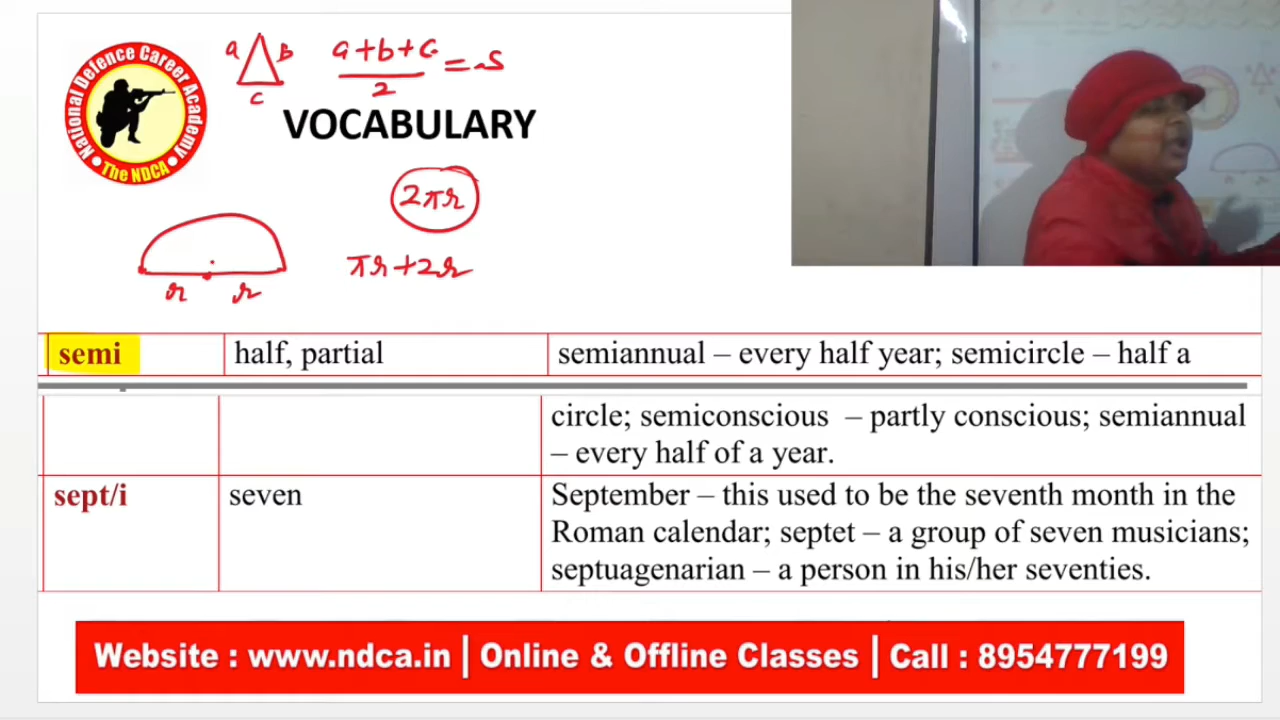 National Defence Career Academy
The NDCA
a B
c
a+b+c = s
2
VOCABULARY
2πr
πr+2r
r r
semi half, partial semiannual – every half year; semicircle – half a
circle; semiconscious – partly conscious; semiannual
– every half of a year.
sept/i seven September – this used to be the seventh month in the
Roman calendar; septet – a group of seven musicians;
septuagenarian – a person in his/her seventies.
Website : www.ndca.in | Online & Offline Classes | Call : 8954777199